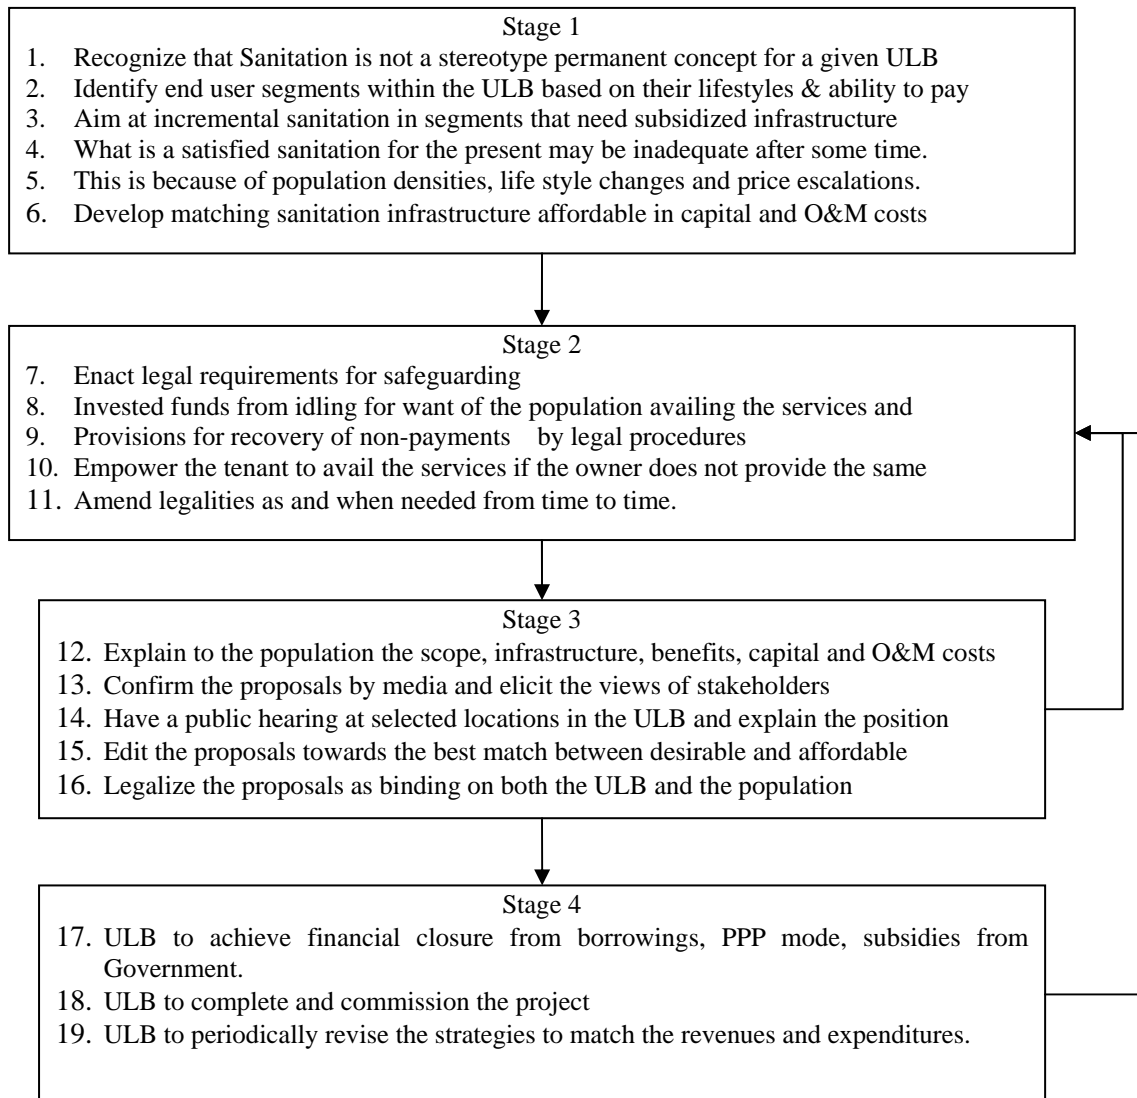 Stage 1
1. Recognize that Sanitation is not a stereotype permanent concept for a given ULB
2. Identify end user segments within the ULB based on their lifestyles & ability to pay
3. Aim at incremental sanitation in segments that need subsidized infrastructure
4. What is a satisfied sanitation for the present may be inadequate after some time.
5. This is because of population densities, life style changes and price escalations.
6. Develop matching sanitation infrastructure affordable in capital and O&M costs
Stage 2
7. Enact legal requirements for safeguarding
8. Invested funds from idling for want of the population availing the services and
9. Provisions for recovery of non-payments by legal procedures
10. Empower the tenant to avail the services if the owner does not provide the same
11. Amend legalities as and when needed from time to time.
Stage 3
12. Explain to the population the scope, infrastructure, benefits, capital and O&M costs
13. Confirm the proposals by media and elicit the views of stakeholders
14. Have a public hearing at selected locations in the ULB and explain the position
15. Edit the proposals towards the best match between desirable and affordable
16. Legalize the proposals as binding on both the ULB and the population
Stage 4
17. ULB to achieve financial closure from borrowings, PPP mode, subsidies from
Government.
18. ULB to complete and commission the project
19. ULB to periodically revise the strategies to match the revenues and expenditures.